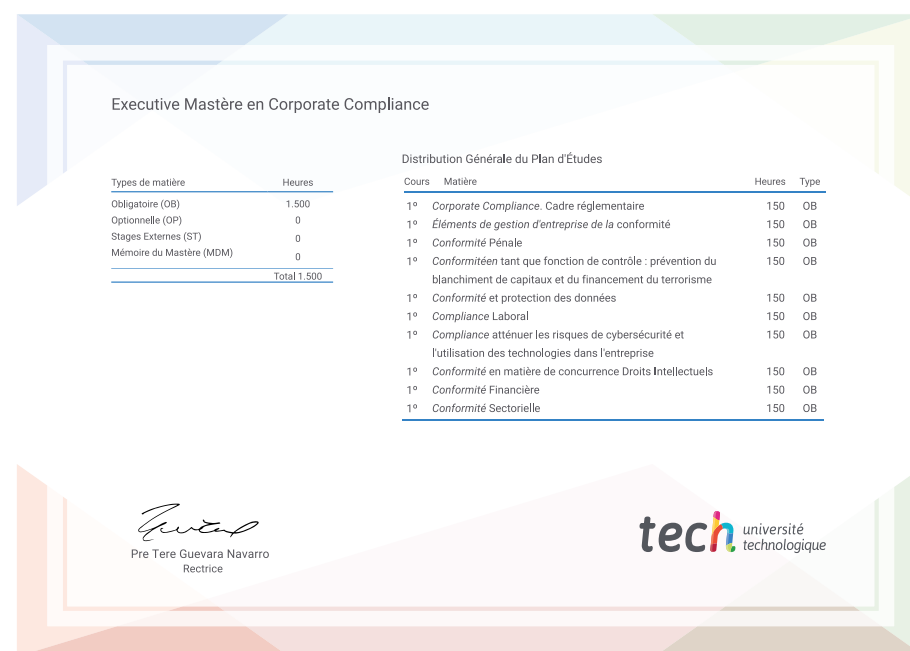 Executive Mastère en Corporate Compliance
Types de matière Heures
Obligatoire (OB) 1.500
Optionnelle (OP) 0
Stages Externes (ST) 0
Mémoire du Mastère (MDM) 0
Total 1.500
Distribution Générale du Plan d'Études
Cours Matière Heures Type
1º Corporate Compliance. Cadre réglementaire 150 OB
1º Éléments de gestion d'entreprise de la conformité 150 OB
1º Conformité Pénale 150 OB
1º Conformitéen tant que fonction de contrôle : prévention du 150 OB
blanchiment de capitaux et du financement du terrorisme
1º Conformité et protection des données 150 OB
1º Compliance Laboral 150 OB
1º Compliance atténuer les risques de cybersécurité et 150 OB
l'utilisation des technologies dans l'entreprise
1º Conformité en matière de concurrence Droits Intellectuels 150 OB
1º Conformité Financière 150 OB
1º Conformité Sectorielle 150 OB
Pre Tere Guevara Navarro
Rectrice
tech université
technologique